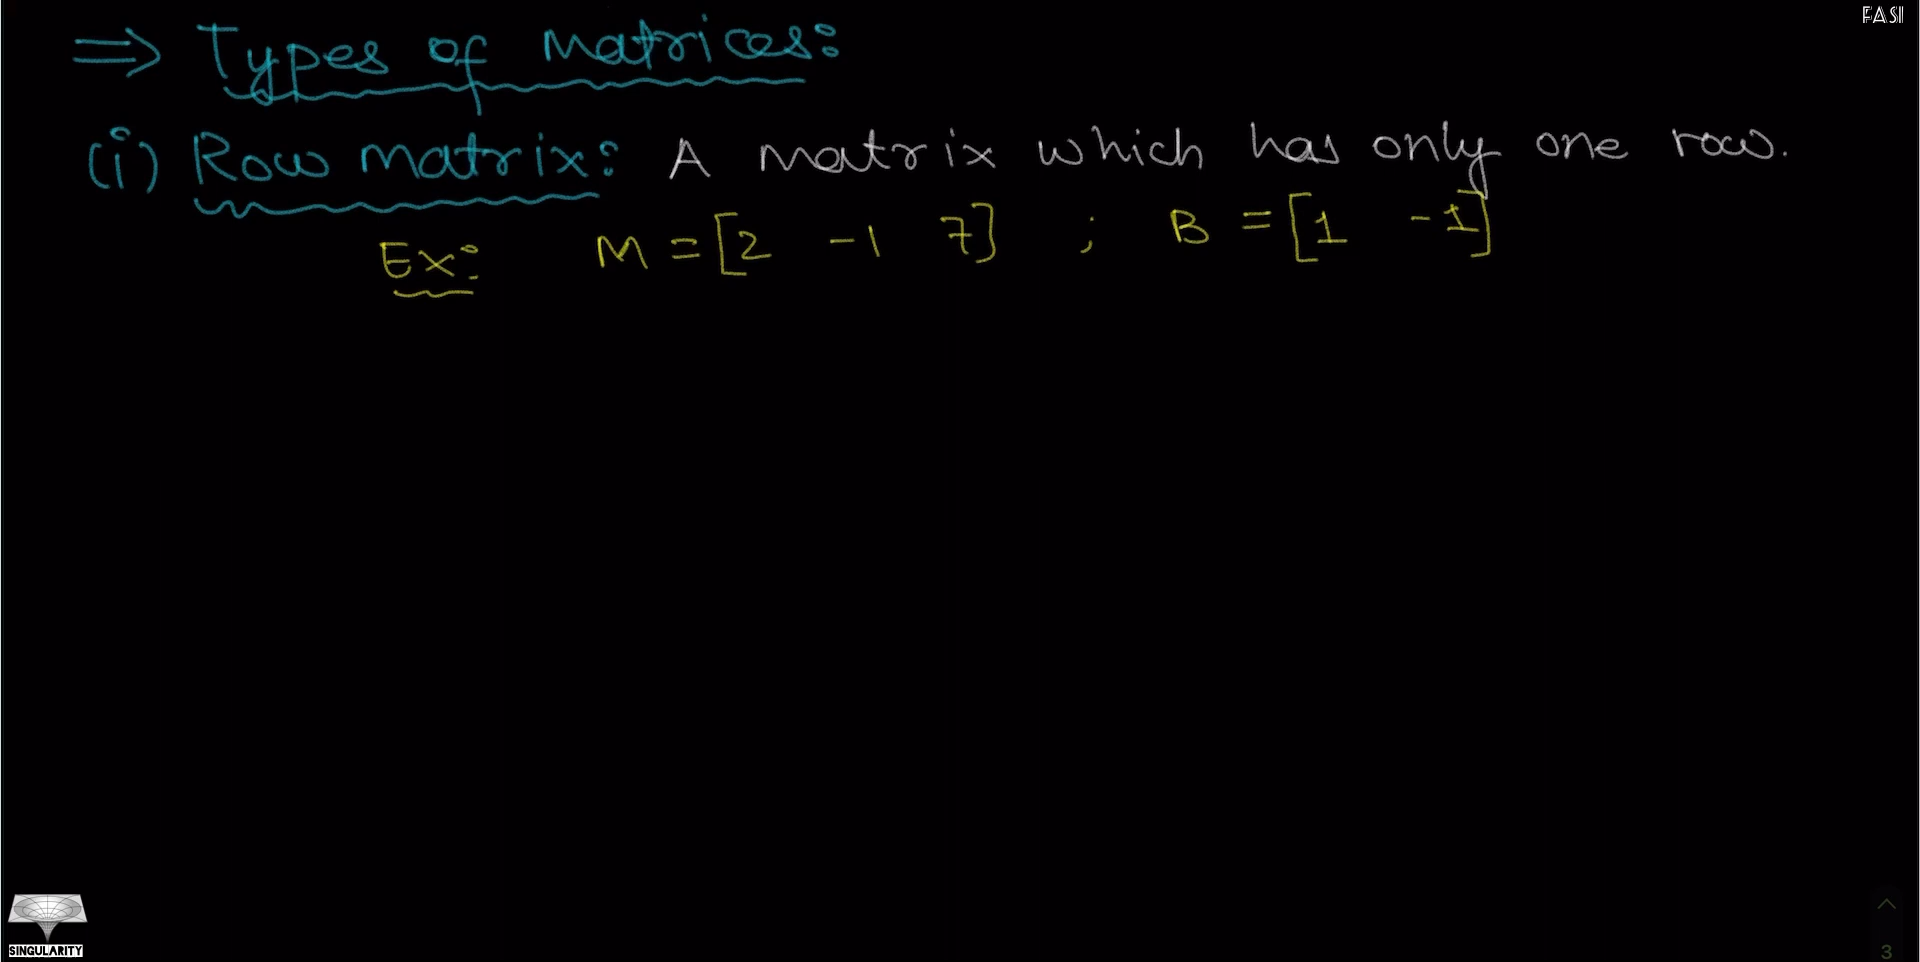 FASI
⇒ Types of Matrices:
(i) Row matrix: A matrix which has only one row.
Ex: M = [2 -1 7] ; B = [1 -1]
SINGULARITY
3